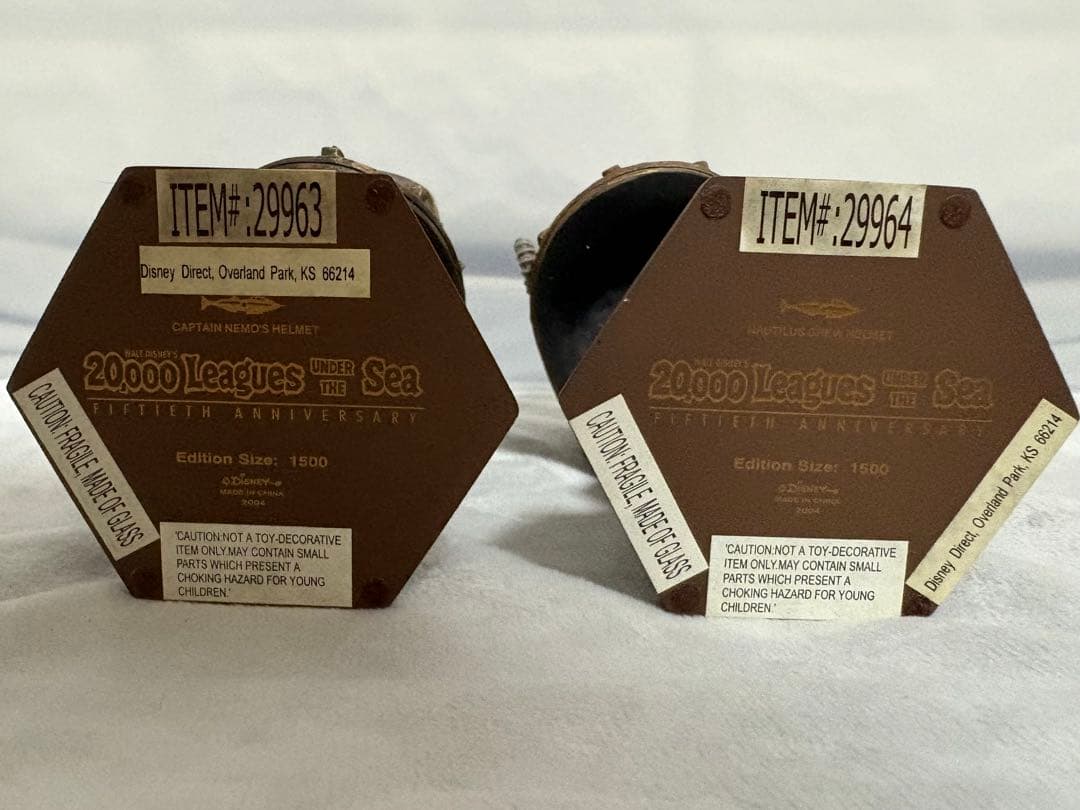 ITEM#:29963
Disney Direct, Overland Park, KS 66214
CAPTAIN NEMO'S HELMET
WALT DISNEY'S
20,000 Leagues UNDER THE Sea
FIFTIETH ANNIVERSARY
Edition Size: 1500
© DISNEY
MADE IN CHINA
2004
CAUTION: FRAGILE, MADE OF GLASS
'CAUTION:NOT A TOY-DECORATIVE
ITEM ONLY.MAY CONTAIN SMALL
PARTS WHICH PRESENT A
CHOKING HAZARD FOR YOUNG
CHILDREN.'
ITEM#:29964
NAUTILUS CREW HELMET
WALT DISNEY'S
20,000 Leagues UNDER THE Sea
FIFTIETH ANNIVERSARY
Edition Size: 1500
© DISNEY
MADE IN CHINA
2004
CAUTION: FRAGILE, MADE OF GLASS
'CAUTION:NOT A TOY-DECORATIVE
ITEM ONLY.MAY CONTAIN SMALL
PARTS WHICH PRESENT A
CHOKING HAZARD FOR YOUNG
CHILDREN.'
Disney Direct, Overland Park, KS 66214